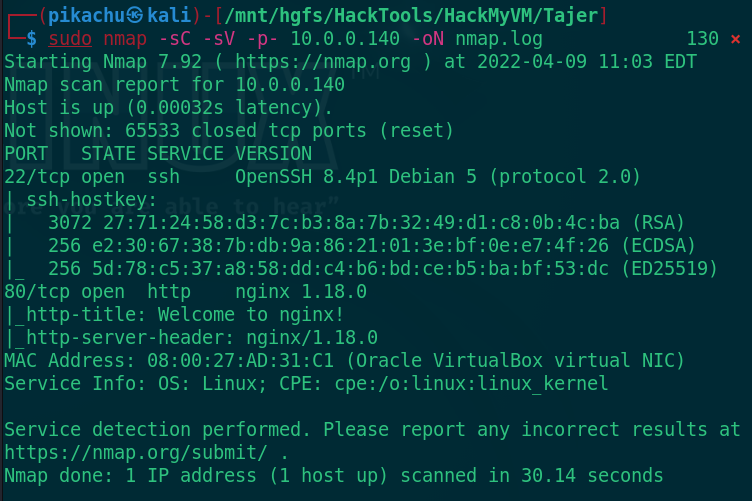 ┌──(pikachu㉿kali)-[/mnt/hgfs/HackTools/HackMyVM/Tajer]
└─$ sudo nmap -sC -sV -p- 10.0.0.140 -oN nmap.log 130 ⨯
Starting Nmap 7.92 ( https://nmap.org ) at 2022-04-09 11:03 EDT
Nmap scan report for 10.0.0.140
Host is up (0.00032s latency).
Not shown: 65533 closed tcp ports (reset)
PORT   STATE SERVICE VERSION
22/tcp open  ssh     OpenSSH 8.4p1 Debian 5 (protocol 2.0)
| ssh-hostkey:
|   3072 27:71:24:58:d3:7c:b3:8a:7b:32:49:d1:c8:0b:4c:ba (RSA)
|   256 e2:30:67:38:7b:db:9a:86:21:01:3e:bf:0e:e7:4f:26 (ECDSA)
|_  256 5d:78:c5:37:a8:58:dd:c4:b6:bd:ce:b5:ba:bf:53:dc (ED25519)
80/tcp open  http    nginx 1.18.0
|_http-title: Welcome to nginx!
|_http-server-header: nginx/1.18.0
MAC Address: 08:00:27:AD:31:C1 (Oracle VirtualBox virtual NIC)
Service Info: OS: Linux; CPE: cpe:/o:linux:linux_kernel

Service detection performed. Please report any incorrect results at
https://nmap.org/submit/ .
Nmap done: 1 IP address (1 host up) scanned in 30.14 seconds